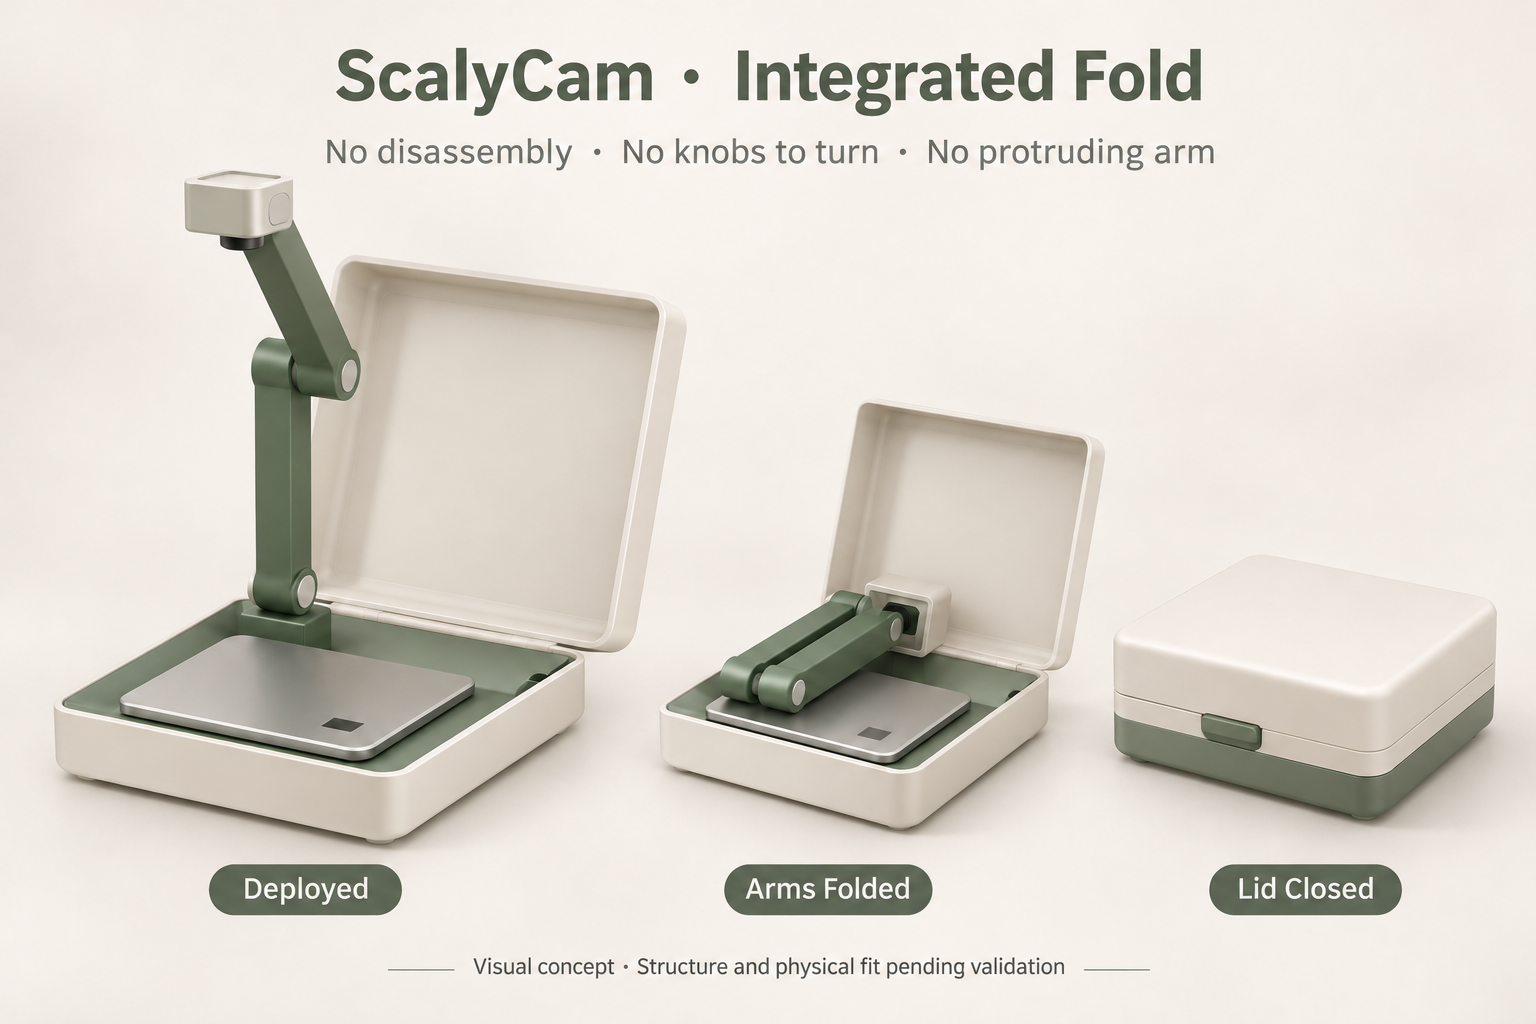 ScalyCam · Integrated Fold
No disassembly · No knobs to turn · No protruding arm
Deployed
Arms Folded
Lid Closed
Visual concept · Structure and physical fit pending validation